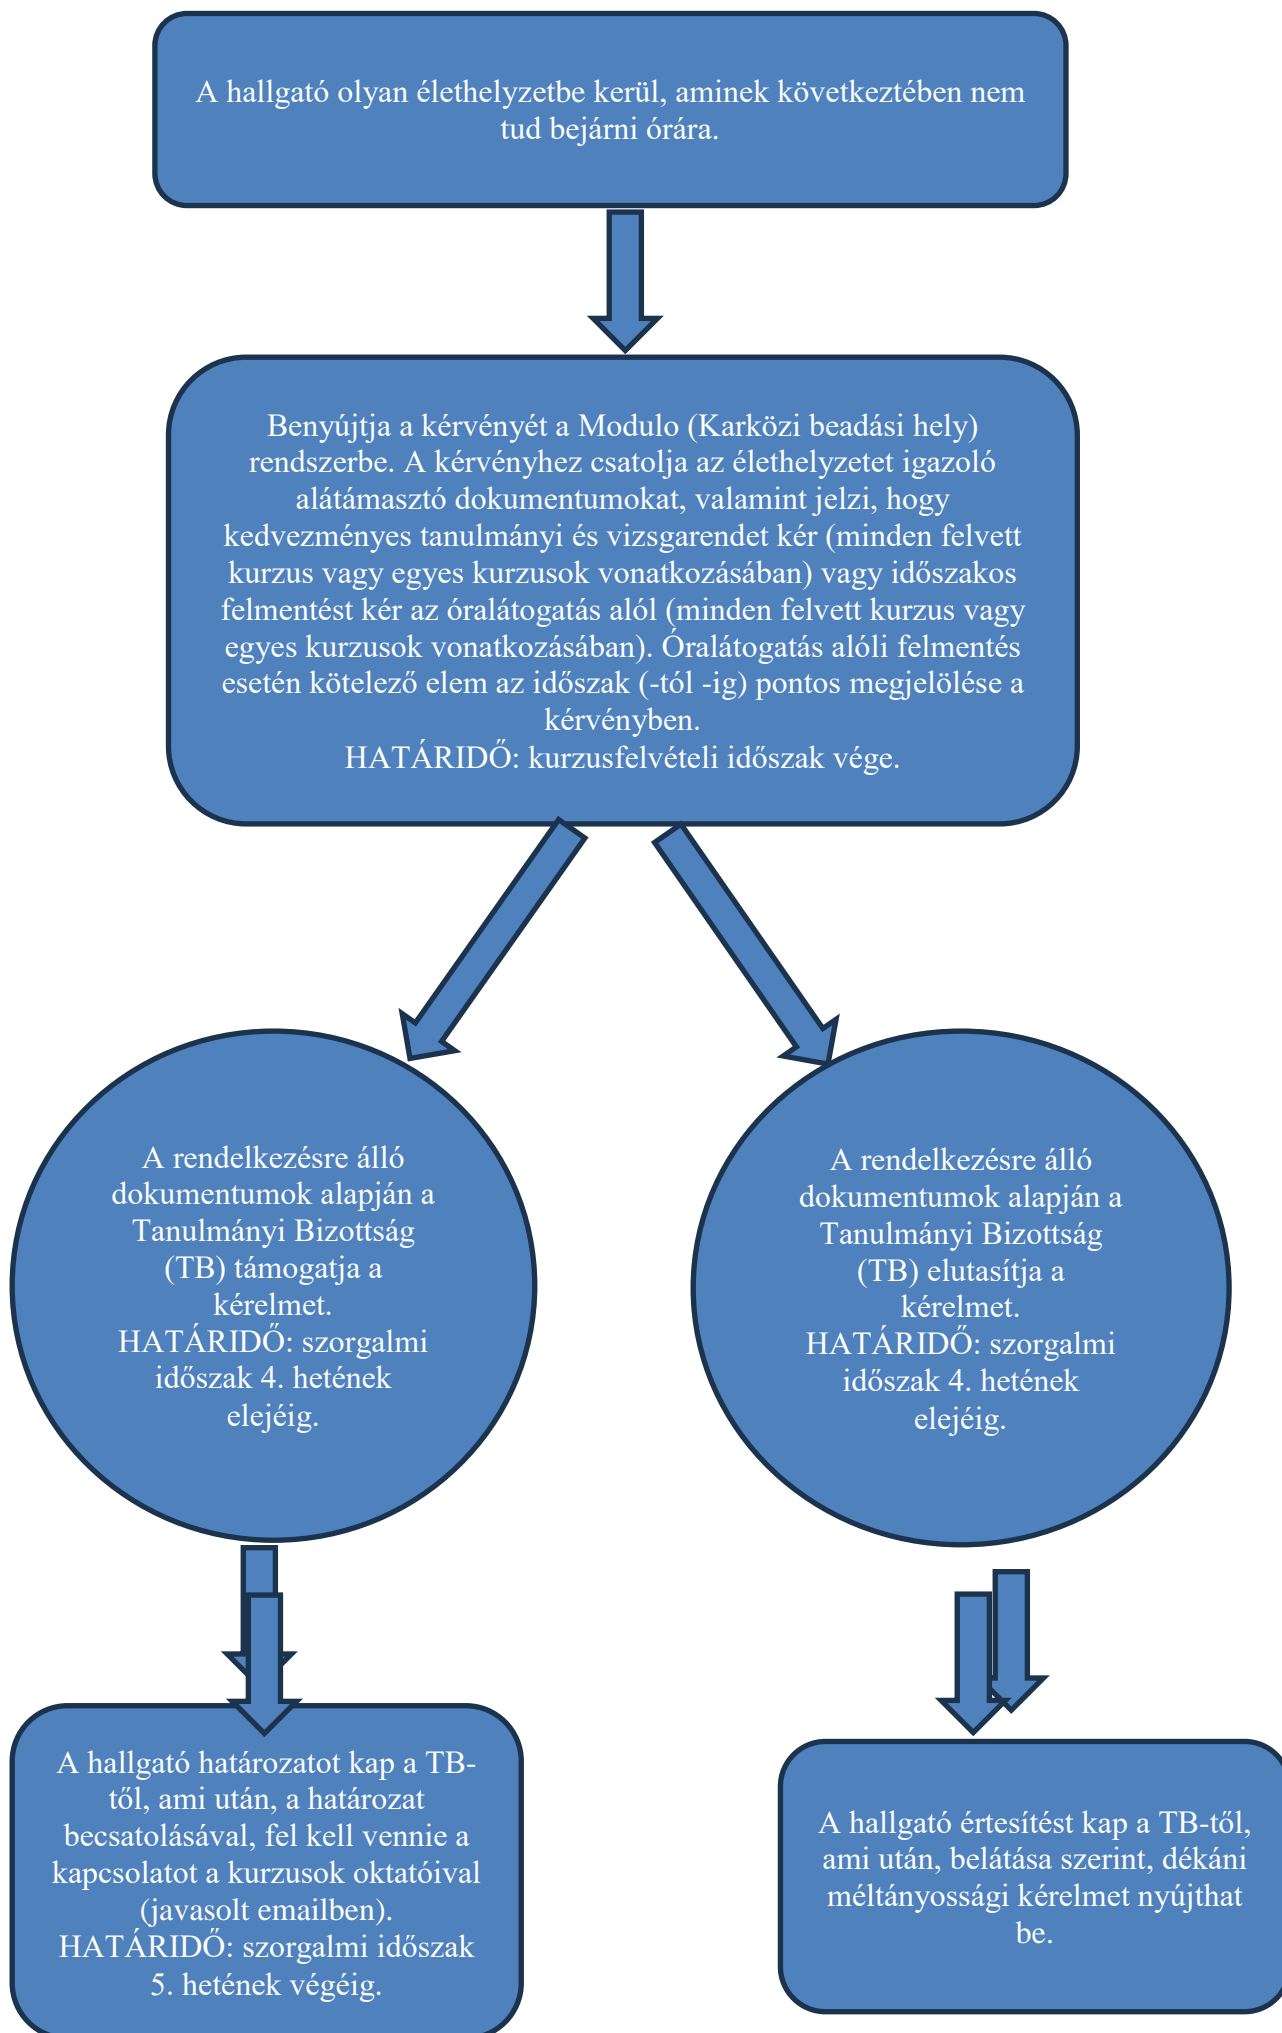 A hallgató olyan élethelyzetbe kerül, aminek következtében nem
tud bejárni órára.
Benyújtja a kérvényét a Modulo (Karközi beadási hely)
rendszerbe. A kérvényhez csatolja az élethelyzetet igazoló
alátámasztó dokumentumokat, valamint jelzi, hogy
kedvezményes tanulmányi és vizsgarendet kér (minden felvett
kurzus vagy egyes kurzusok vonatkozásában) vagy időszakos
felmentést kér az óralátogatás alól (minden felvett kurzus vagy
egyes kurzusok vonatkozásában). Óralátogatás alóli felmentés
esetén kötelező elem az időszak (-tól -ig) pontos megjelölése a
kérvényben.
HATÁRIDŐ: kurzusfelvételi időszak vége.
A rendelkezésre álló
dokumentumok alapján a
Tanulmányi Bizottság
(TB) támogatja a
kérelmet.
HATÁRIDŐ: szorgalmi
időszak 4. hetének
elejéig.
A rendelkezésre álló
dokumentumok alapján a
Tanulmányi Bizottság
(TB) elutasítja a
kérelmet.
HATÁRIDŐ: szorgalmi
időszak 4. hetének
elejéig.
A hallgató határozatot kap a TB-
től, ami után, a határozat
becsatolásával, fel kell vennie a
kapcsolatot a kurzusok oktatóival
(javasolt emailben).
HATÁRIDŐ: szorgalmi időszak
5. hetének végéig.
A hallgató értesítést kap a TB-től,
ami után, belátása szerint, dékáni
méltányossági kérelmet nyújthat
be.